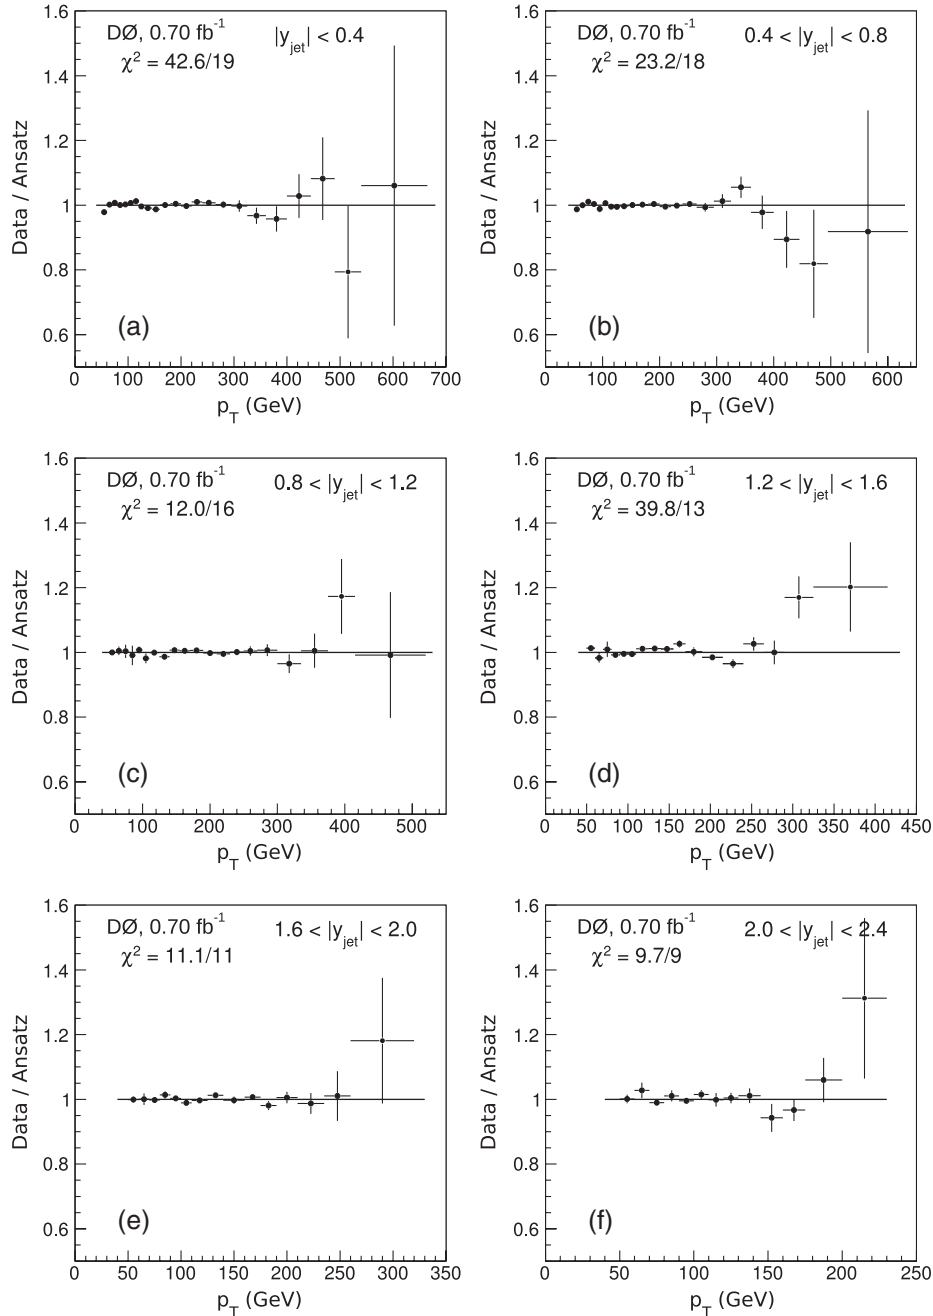 1.6
1.4
1.2
1
0.8
0.6
Data / Ansatz
DØ, 0.70 fb⁻¹
|y_jet| < 0.4
χ² = 42.6/19
(a)
0 100 200 300 400 500 600 700
p_T (GeV)
1.6
1.4
1.2
1
0.8
0.6
Data / Ansatz
DØ, 0.70 fb⁻¹
0.4 < |y_jet| < 0.8
χ² = 23.2/18
(b)
0 100 200 300 400 500 600
p_T (GeV)
1.6
1.4
1.2
1
0.8
0.6
Data / Ansatz
DØ, 0.70 fb⁻¹
0.8 < |y_jet| < 1.2
χ² = 12.0/16
(c)
0 100 200 300 400 500
p_T (GeV)
1.6
1.4
1.2
1
0.8
0.6
Data / Ansatz
DØ, 0.70 fb⁻¹
1.2 < |y_jet| < 1.6
χ² = 39.8/13
(d)
0 50 100 150 200 250 300 350 400 450
p_T (GeV)
1.6
1.4
1.2
1
0.8
0.6
Data / Ansatz
DØ, 0.70 fb⁻¹
1.6 < |y_jet| < 2.0
χ² = 11.1/11
(e)
0 50 100 150 200 250 300 350
p_T (GeV)
1.6
1.4
1.2
1
0.8
0.6
Data / Ansatz
DØ, 0.70 fb⁻¹
2.0 < |y_jet| < 2.4
χ² = 9.7/9
(f)
0 50 100 150 200 250
p_T (GeV)